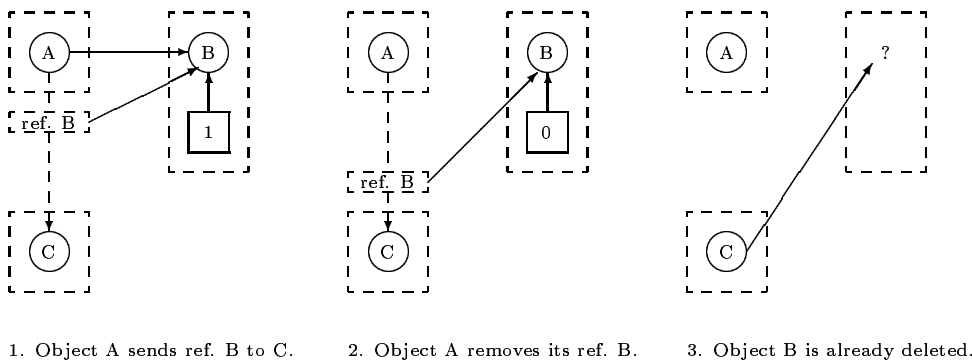 A
B
ref. B
1
C
A
B
0
ref. B
C
A
?
C
1. Object A sends ref. B to C.
2. Object A removes its ref. B.
3. Object B is already deleted.